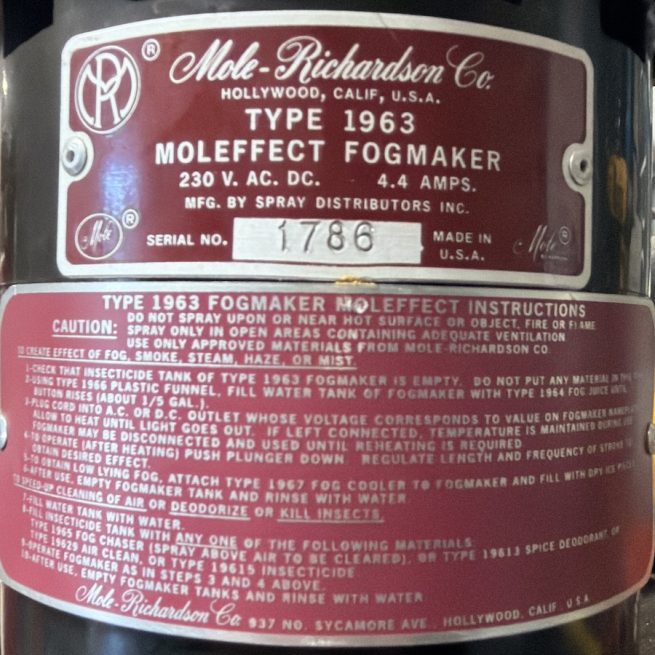 MR ®
Mole-Richardson Co.
HOLLYWOOD, CALIF, U.S.A.
TYPE 1963
MOLEFFECT FOGMAKER
230 V. AC. DC. 4.4 AMPS.
MFG. BY SPRAY DISTRIBUTORS INC.
Mole ® SERIAL NO. 1786 MADE IN U.S.A. Mole ®
TYPE 1963 FOGMAKER MOLEFFECT INSTRUCTIONS
CAUTION: DO NOT SPRAY UPON OR NEAR HOT SURFACE OR OBJECT, FIRE OR FLAME
SPRAY ONLY IN OPEN AREAS CONTAINING ADEQUATE VENTILATION
USE ONLY APPROVED MATERIALS FROM MOLE-RICHARDSON CO.
TO CREATE EFFECT OF FOG, SMOKE, STEAM, HAZE, OR MIST.
1-CHECK THAT INSECTICIDE TANK OF TYPE 1963 FOGMAKER IS EMPTY. DO NOT PUT ANY MATERIAL IN
2-USING TYPE 1966 PLASTIC FUNNEL, FILL WATER TANK OF FOGMAKER WITH TYPE 1964 FOG JUICE UNTIL
BUTTON RISES (ABOUT 1/5 GAL.).
3-PLUG CORD INTO A.C. OR D.C. OUTLET WHOSE VOLTAGE CORRESPONDS TO VALUE ON FOGMAKER
ALLOW TO HEAT UNTIL LIGHT GOES OUT. IF LEFT CONNECTED, TEMPERATURE IS MAINTAINED DURING USE
FOGMAKER MAY BE DISCONNECTED AND USED UNTIL REHEATING IS REQUIRED
4-TO OPERATE (AFTER HEATING) PUSH PLUNGER DOWN. REGULATE LENGTH AND FREQUENCY OF STROKE TO
OBTAIN DESIRED EFFECT.
5-TO OBTAIN LOW LYING FOG, ATTACH TYPE 1967 FOG COOLER TO FOGMAKER AND FILL WITH DRY-ICE
6-AFTER USE, EMPTY FOGMAKER TANK AND RINSE WITH WATER.
TO SPEED-UP CLEANING OF AIR OR DEODORIZE OR KILL INSECTS.
7-FILL WATER TANK WITH WATER.
8-FILL INSECTICIDE TANK WITH ANY ONE OF THE FOLLOWING MATERIALS
TYPE 1965 FOG CHASER (SPRAY ABOVE AIR TO BE CLEARED), OR TYPE 19613 SPICE DEODORANT, OR
TYPE 19629 AIR CLEAN, OR TYPE 19615 INSECTICIDE
9-OPERATE FOGMAKER AS IN STEPS 3 AND 4 ABOVE.
10-AFTER USE, EMPTY FOGMAKER TANKS AND RINSE WITH WATER
Mole-Richardson Co. 937 NO. SYCAMORE AVE. HOLLYWOOD, CALIF. U.S.A.